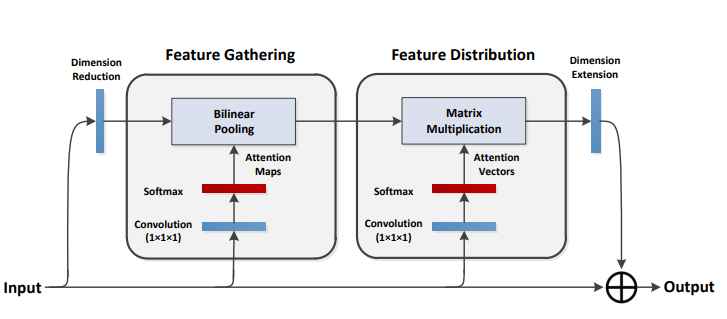 Feature Gathering
Feature Distribution
Dimension
Reduction
Dimension
Extension
Bilinear
Pooling
Matrix
Multiplication
Attention
Maps
Attention
Vectors
Softmax
Softmax
Convolution
(1×1×1)
Convolution
(1×1×1)
Input
Output